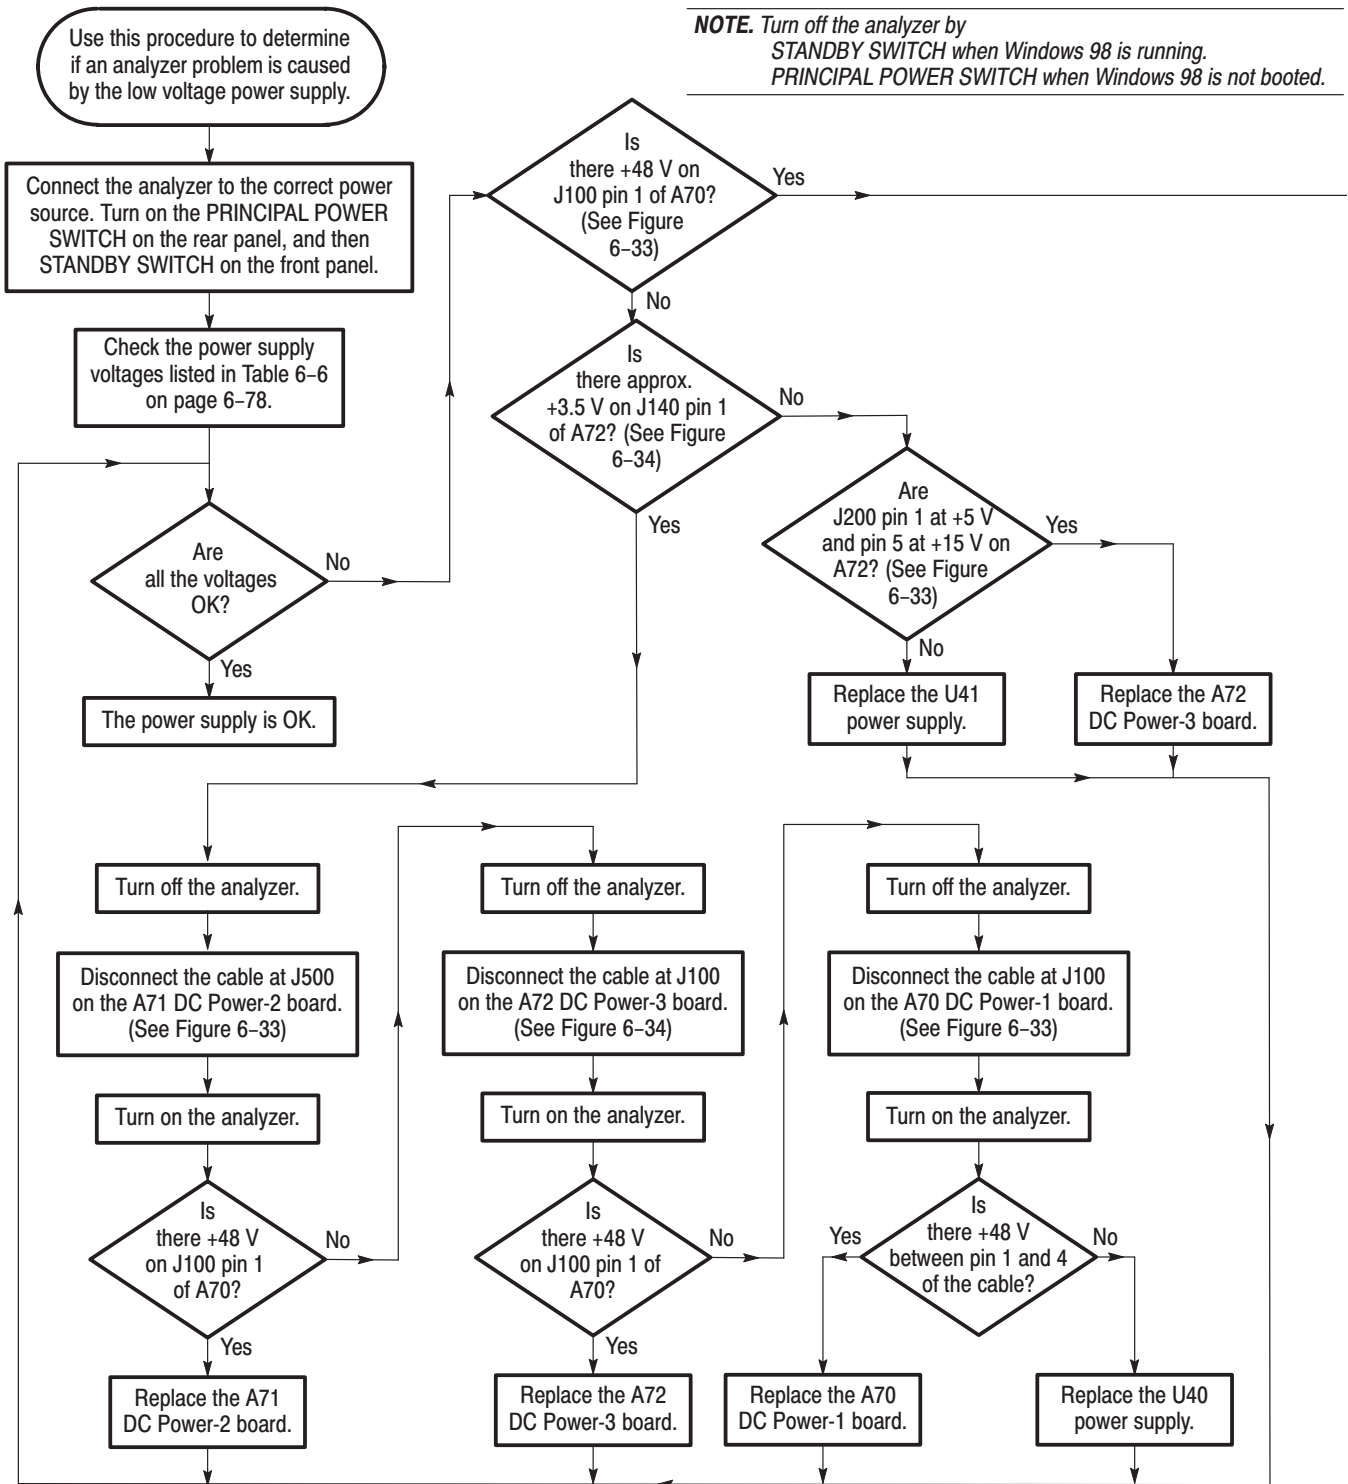 Use this procedure to determine
if an analyzer problem is caused
by the low voltage power supply.
NOTE. Turn off the analyzer by
STANDBY SWITCH when Windows 98 is running.
PRINCIPAL POWER SWITCH when Windows 98 is not booted.
Connect the analyzer to the correct power
source. Turn on the PRINCIPAL POWER
SWITCH on the rear panel, and then
STANDBY SWITCH on the front panel.
Is
there +48 V on
J100 pin 1 of A70?
(See Figure
6–33)
Yes
No
Check the power supply
voltages listed in Table 6–6
on page 6–78.
Is
there approx.
+3.5 V on J140 pin 1
of A72? (See Figure
6–34)
No
Yes
Are
all the voltages
OK?
No
Yes
The power supply is OK.
Are
J200 pin 1 at +5 V
and pin 5 at +15 V on
A72? (See Figure
6–33)
Yes
No
Replace the U41
power supply.
Replace the A72
DC Power-3 board.
Turn off the analyzer.
Disconnect the cable at J500
on the A71 DC Power-2 board.
(See Figure 6–33)
Turn on the analyzer.
Is
there +48 V
on J100 pin 1
of A70?
No
Yes
Replace the A71
DC Power-2 board.
Turn off the analyzer.
Disconnect the cable at J100
on the A72 DC Power-3 board.
(See Figure 6–34)
Turn on the analyzer.
Is
there +48 V
on J100 pin 1 of
A70?
No
Yes
Replace the A72
DC Power-3 board.
Turn off the analyzer.
Disconnect the cable at J100
on the A70 DC Power-1 board.
(See Figure 6–33)
Turn on the analyzer.
Is
there +48 V
between pin 1 and 4
of the cable?
Yes
No
Replace the A70
DC Power-1 board.
Replace the U40
power supply.